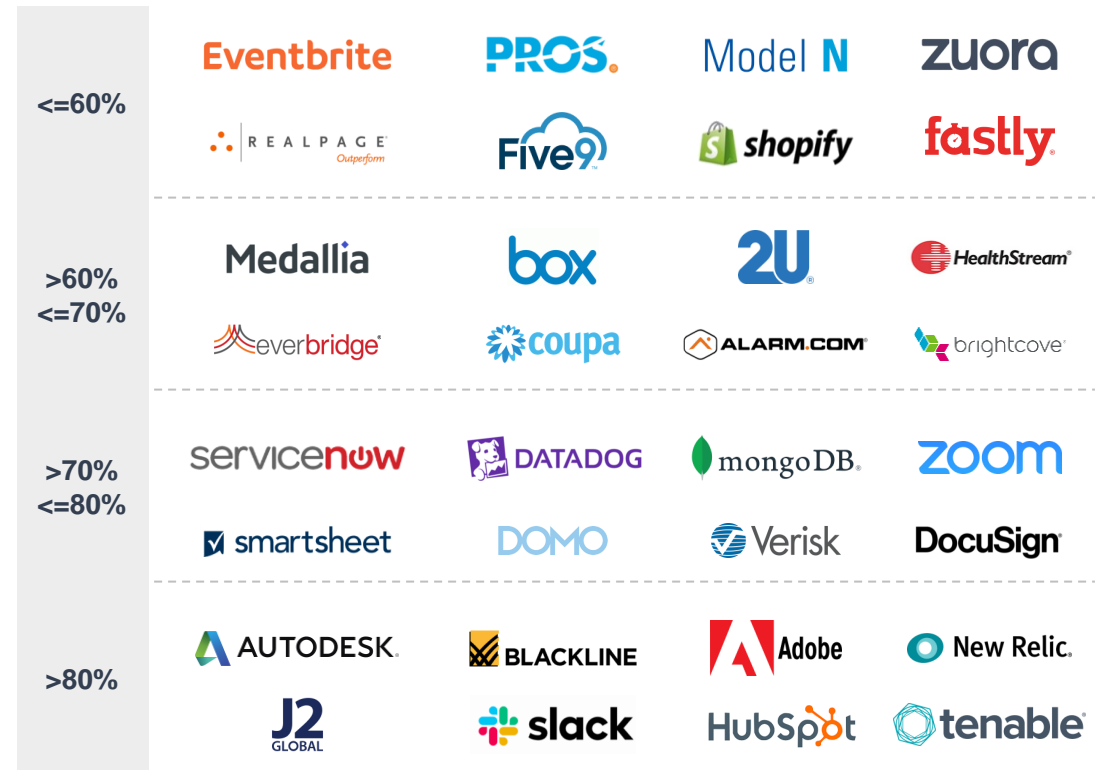 <=60%
Eventbrite PROS. Model N zuora
REALPAGE Outperform Five9™ shopify fastly®
>60%
<=70%
Medallia box 2U® HealthStream®
everbridge® coupa ALARM.COM® brightcove®
>70%
<=80%
servicenow DATADOG mongoDB® zoom
smartsheet DOMO Verisk DocuSign®
>80%
AUTODESK® BLACKLINE Adobe New Relic®
J2 GLOBAL slack HubSpot tenable®